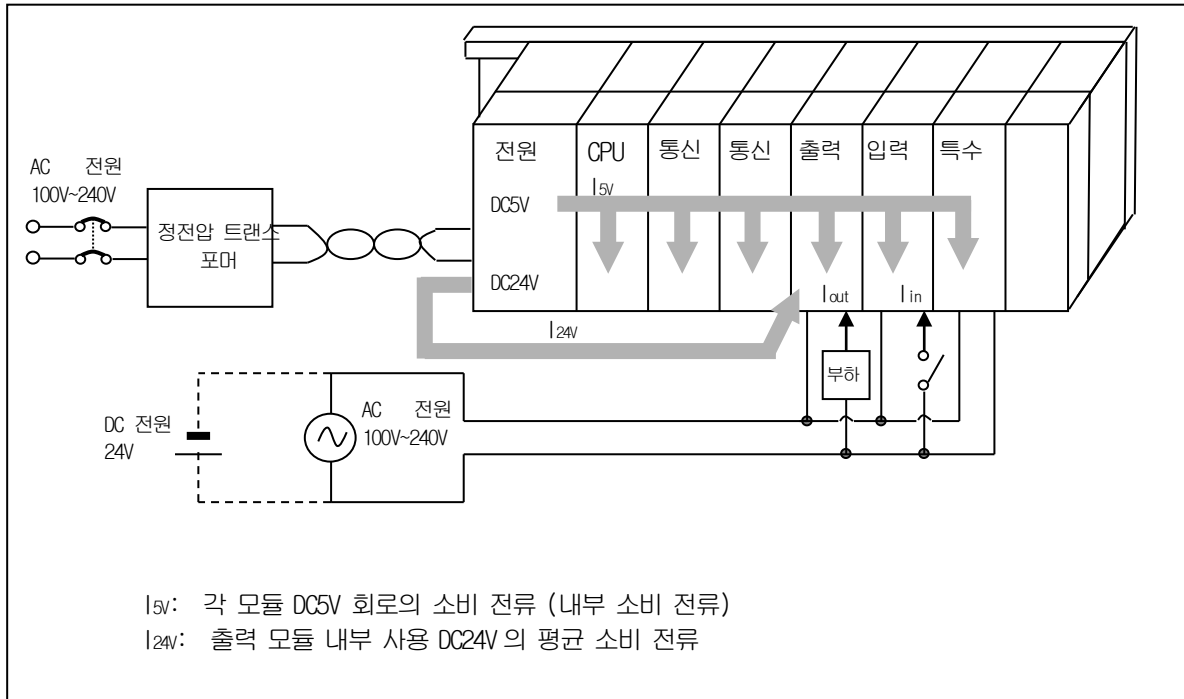 전원 CPU 통신 통신 출력 입력 특수
AC 전원
100V~240V
I5V
DC5V
정전압 트랜스
포머
DC24V
Iout Iin
I24V
부하
AC 전원
100V~240V
DC 전원
24V
I5V: 각 모듈 DC5V 회로의 소비 전류 (내부 소비 전류)
I24V: 출력 모듈 내부 사용 DC24V 의 평균 소비 전류